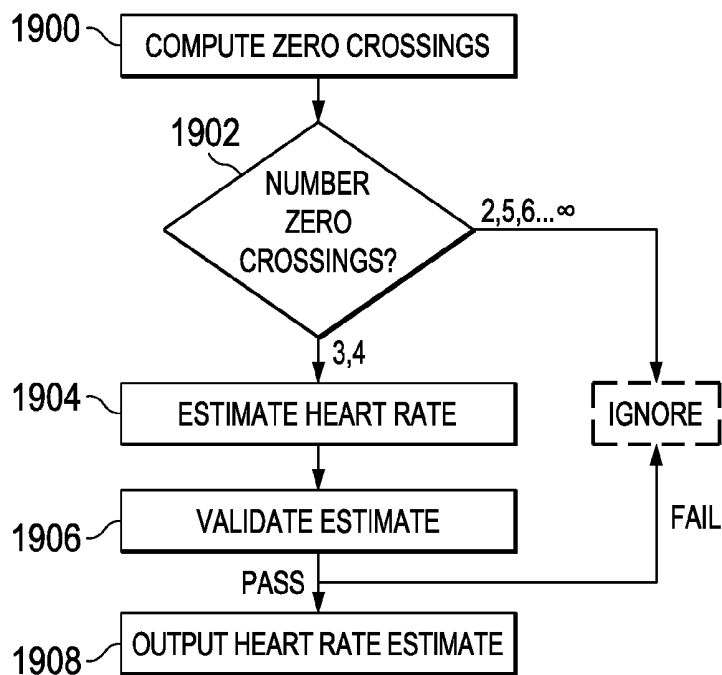 1900
COMPUTE ZERO CROSSINGS
1902
NUMBER
ZERO
CROSSINGS?
2,5,6...∞
3,4
1904
ESTIMATE HEART RATE
IGNORE
1906
VALIDATE ESTIMATE
FAIL
PASS
1908
OUTPUT HEART RATE ESTIMATE